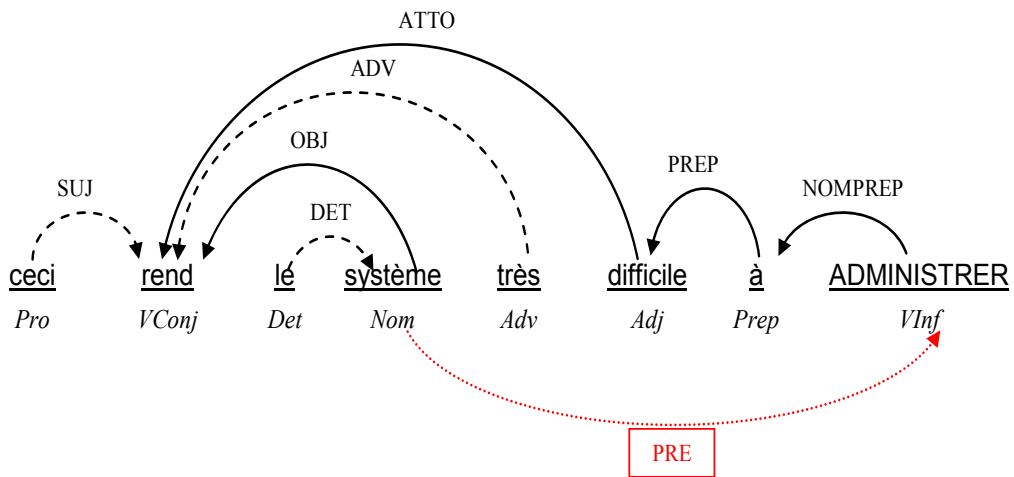 ATTO
ADV
OBJ
PREP
SUJ
NOMPREP
DET
ceci rend le système très difficile à ADMINISTRER
Pro VConj Det Nom Adv Adj Prep VInf
PRE